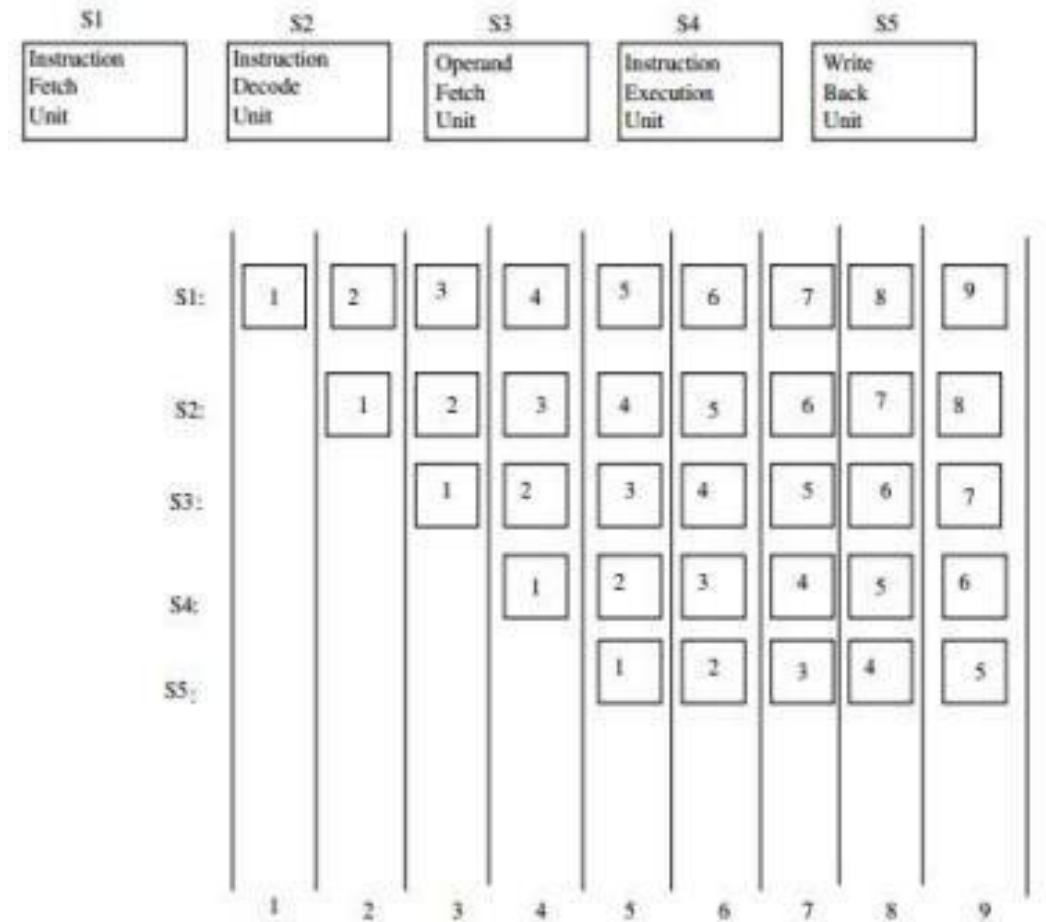 S1 S2 S3 S4 S5
Instruction Instruction Operand Instruction Write
Fetch Decode Fetch Execution Back
Unit Unit Unit Unit Unit
S1: 1 2 3 4 5 6 7 8 9
S2: 1 2 3 4 5 6 7 8
S3: 1 2 3 4 5 6 7
S4: 1 2 3 4 5 6
S5: 1 2 3 4 5
1 2 3 4 5 6 7 8 9